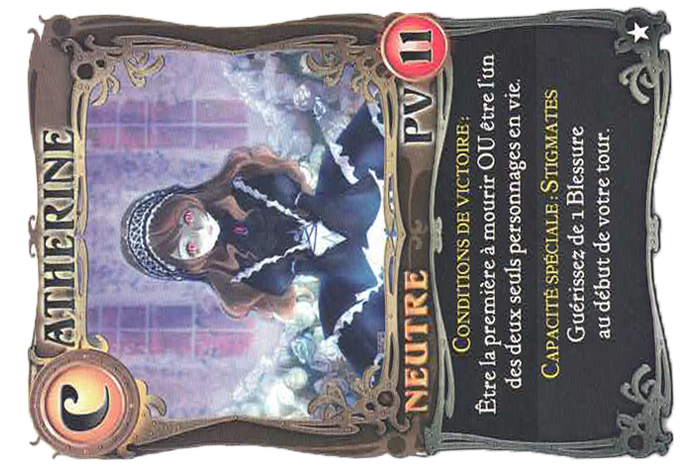 C ATHERINE
NEUTRE PV 11
CONDITIONS DE VICTOIRE :
Être la première à mourir OU être l'un
des deux seuls personnages en vie.
CAPACITÉ SPÉCIALE : STIGMATES
Guérissez de 1 Blessure
au début de votre tour.